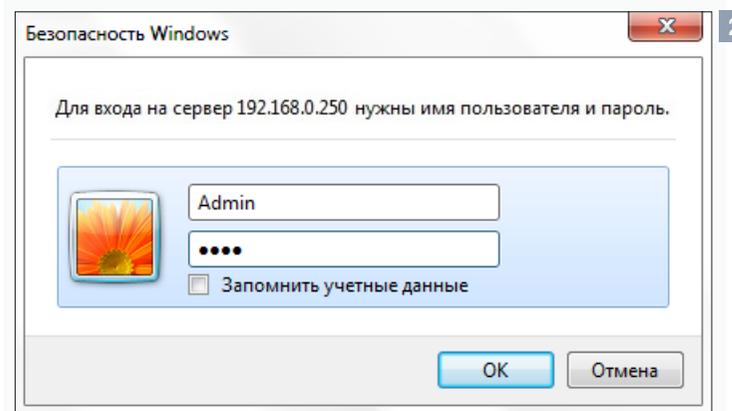 Безопасность Windows
2
Для входа на сервер 192.168.0.250 нужны имя пользователя и пароль.
Admin
••••
Запомнить учетные данные
OK
Отмена